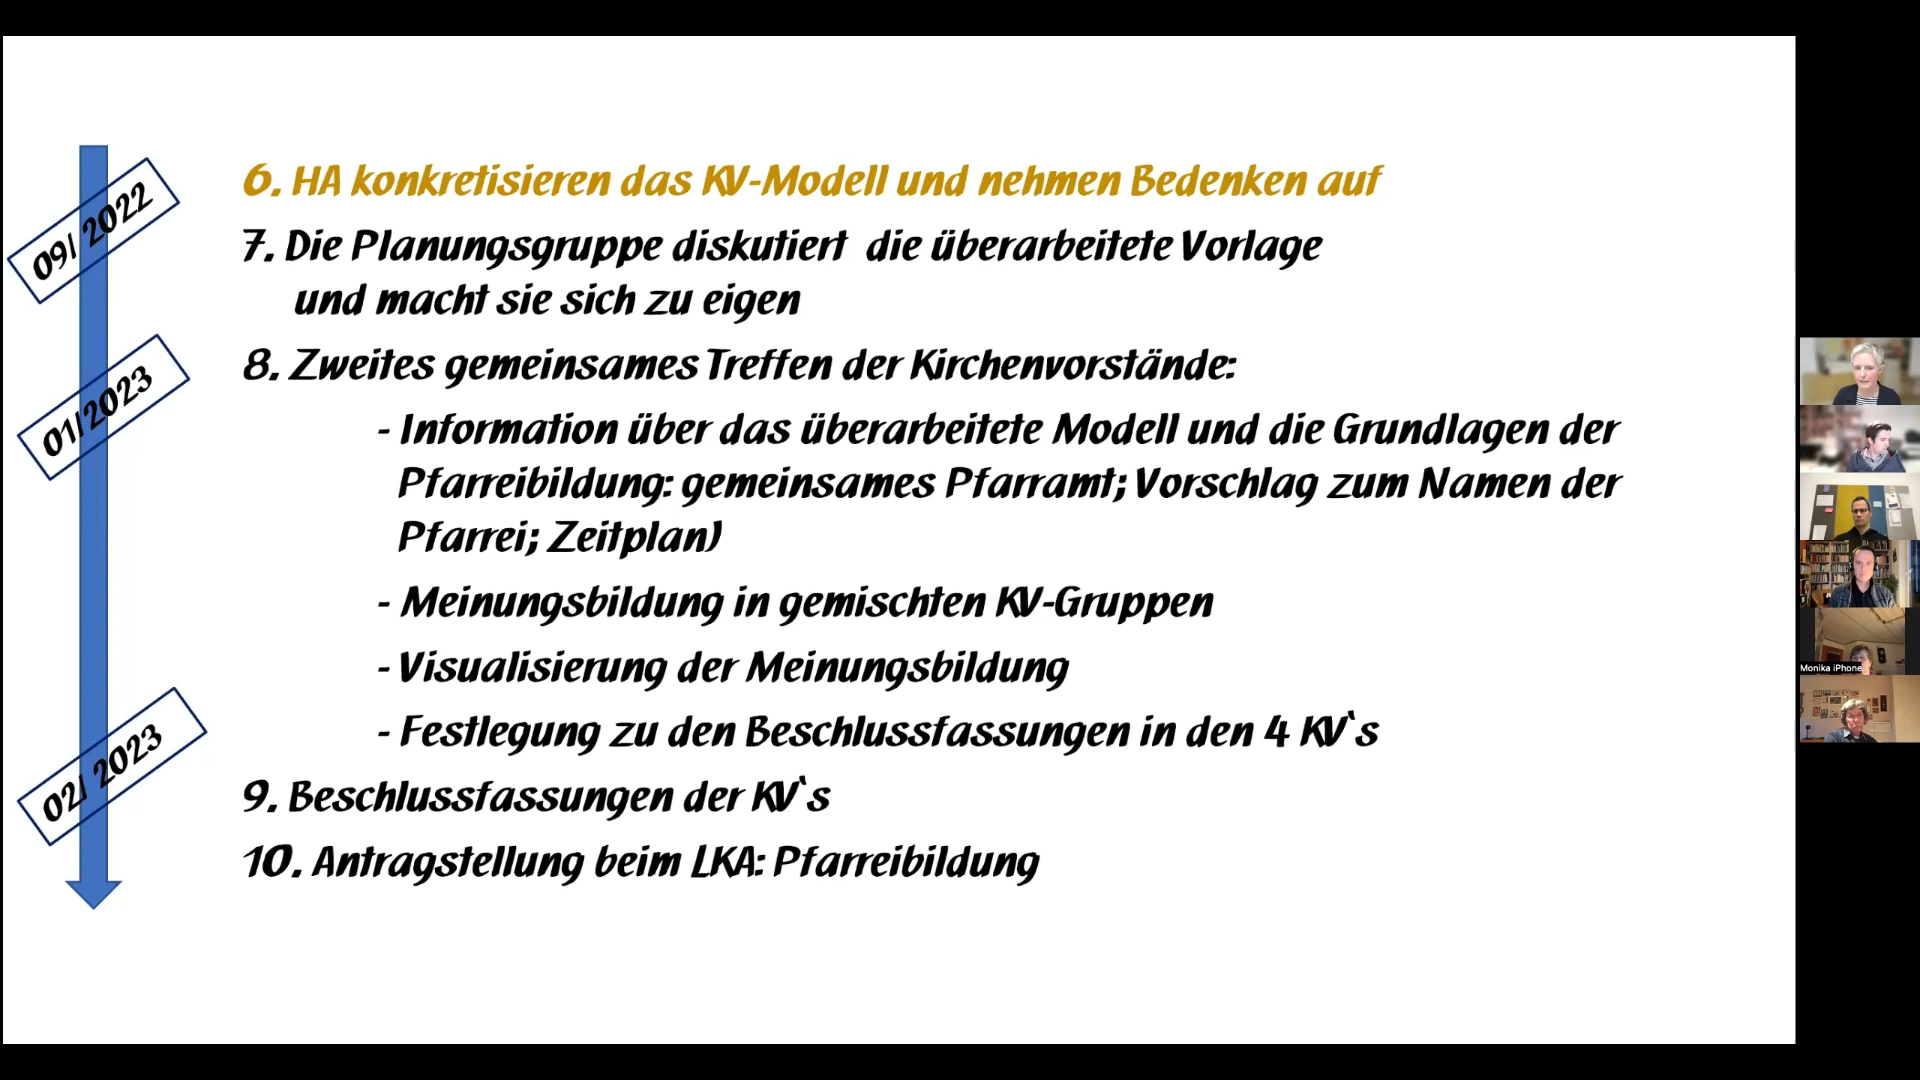 09/ 2022
6. HA konkretisieren das KV-Modell und nehmen Bedenken auf
7. Die Planungsgruppe diskutiert die überarbeitete Vorlage
und macht sie sich zu eigen
01/2023
8. Zweites gemeinsames Treffen der Kirchenvorstände:
- Information über das überarbeitete Modell und die Grundlagen der
Pfarreibildung: gemeinsames Pfarramt; Vorschlag zum Namen der
Pfarrei; Zeitplan)
- Meinungsbildung in gemischten KV-Gruppen
- Visualisierung der Meinungsbildung
- Festlegung zu den Beschlussfassungen in den 4 KV`s
02/ 2023
9. Beschlussfassungen der KV`s
10. Antragstellung beim LKA: Pfarreibildung
Monika iPhone